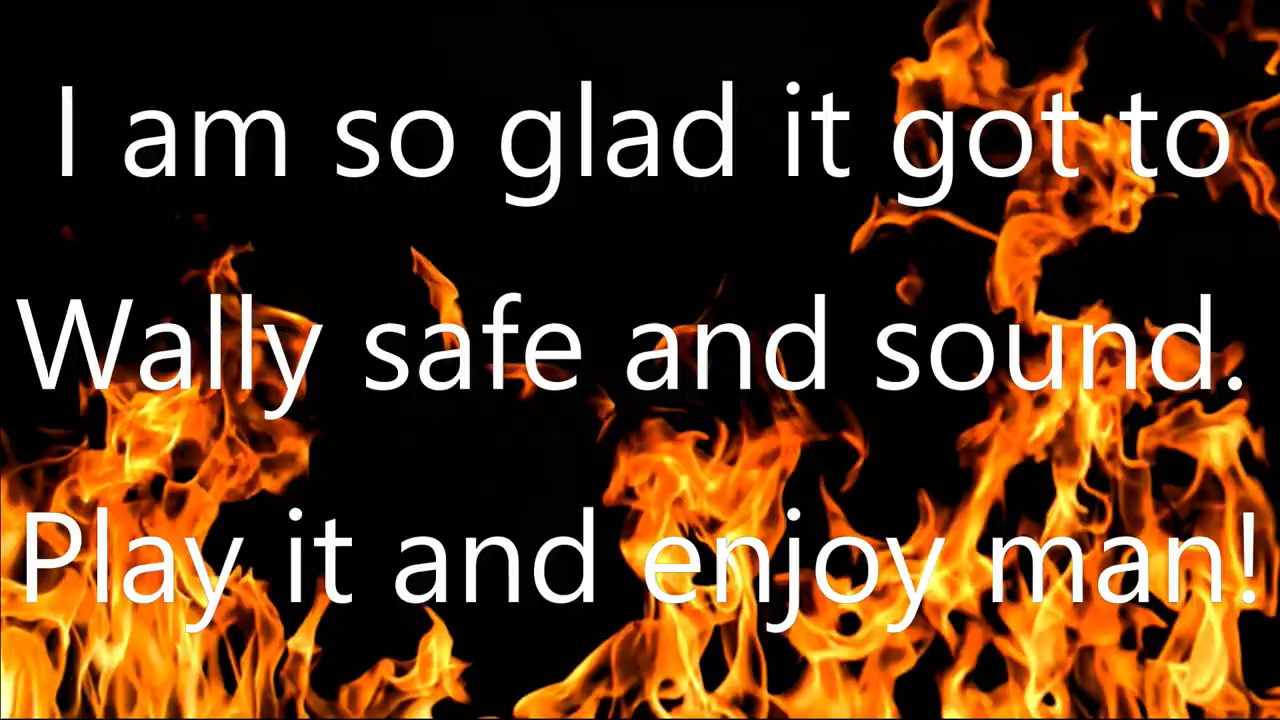 I am so glad it got to
Wally safe and sound.
Play it and enjoy man!